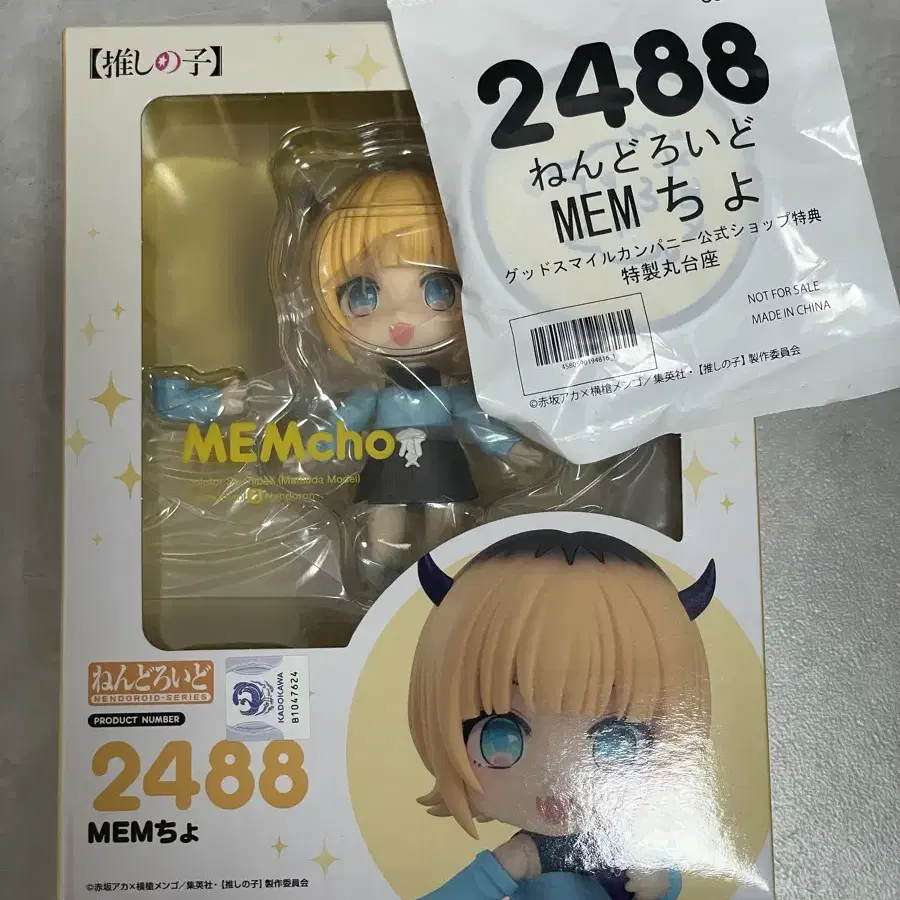 【推しの子】
2488
ねんどろいど
MEMちょ
グッドスマイルカンパニー公式ショップ特典
特製丸台座
NOT FOR SALE
MADE IN CHINA
©赤坂アカ×横槍メンゴ/集英社・【推しの子】製作委員会
MEMcho
(Matsuda Model)
Nendoron
ねんどろいど
NENDOROID-SERIES
PRODUCT NUMBER
2488
MEMちょ
KADOKAWA
B1047624
©赤坂アカ×横槍メンゴ/集英社・【推しの子】製作委員会